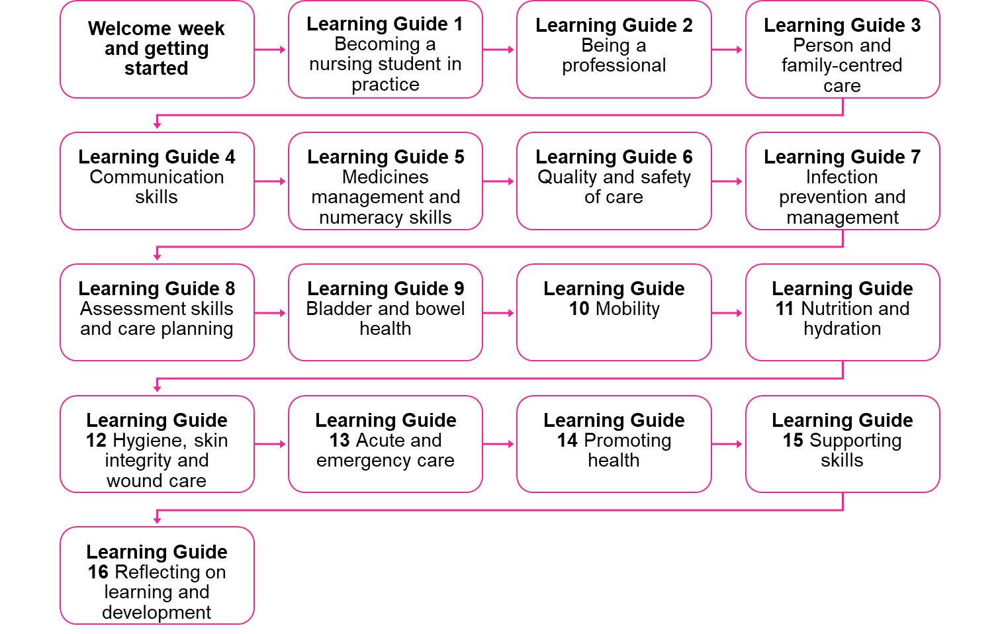 Welcome week
and getting
started
Learning Guide 1
Becoming a
nursing student in
practice
Learning Guide 2
Being a
professional
Learning Guide 3
Person and
family-centred
care
Learning Guide 4
Communication
skills
Learning Guide 5
Medicines
management and
numeracy skills
Learning Guide 6
Quality and safety
of care
Learning Guide 7
Infection
prevention and
management
Learning Guide 8
Assessment skills
and care planning
Learning Guide 9
Bladder and bowel
health
Learning Guide
10 Mobility
Learning Guide
11 Nutrition and
hydration
Learning Guide
12 Hygiene, skin
integrity and
wound care
Learning Guide
13 Acute and
emergency care
Learning Guide
14 Promoting
health
Learning Guide
15 Supporting
skills
Learning Guide
16 Reflecting on
learning and
development